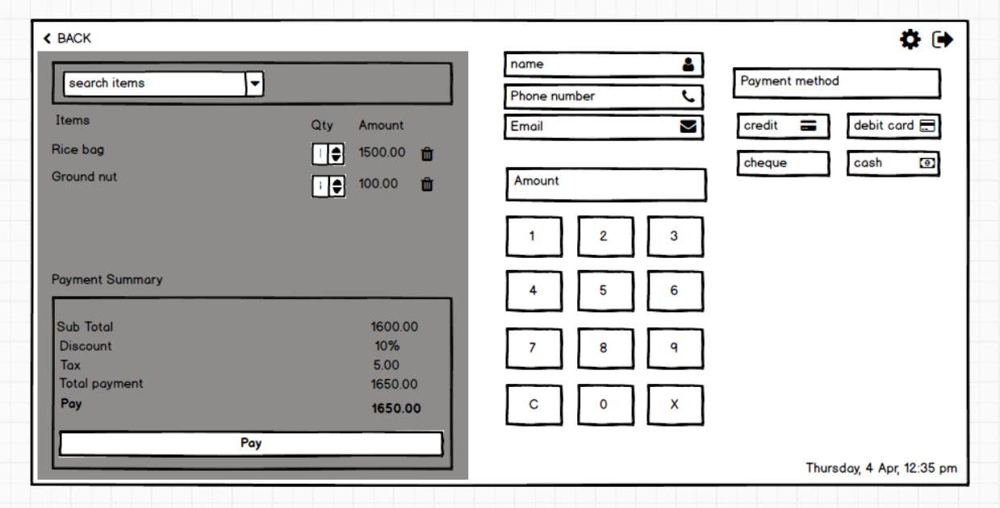 BACK
search items
Items Qty Amount
Rice bag 1 1500.00
Ground nut 100.00
Payment Summary
Sub Total 1600.00
Discount 10%
Tax 5.00
Total payment 1650.00
Pay 1650.00
Pay
name
Phone number
Email
Amount
1 2 3
4 5 6
7 8 9
C 0 X
Payment method
credit debit card
cheque cash
Thursday, 4 Apr, 12:35 pm